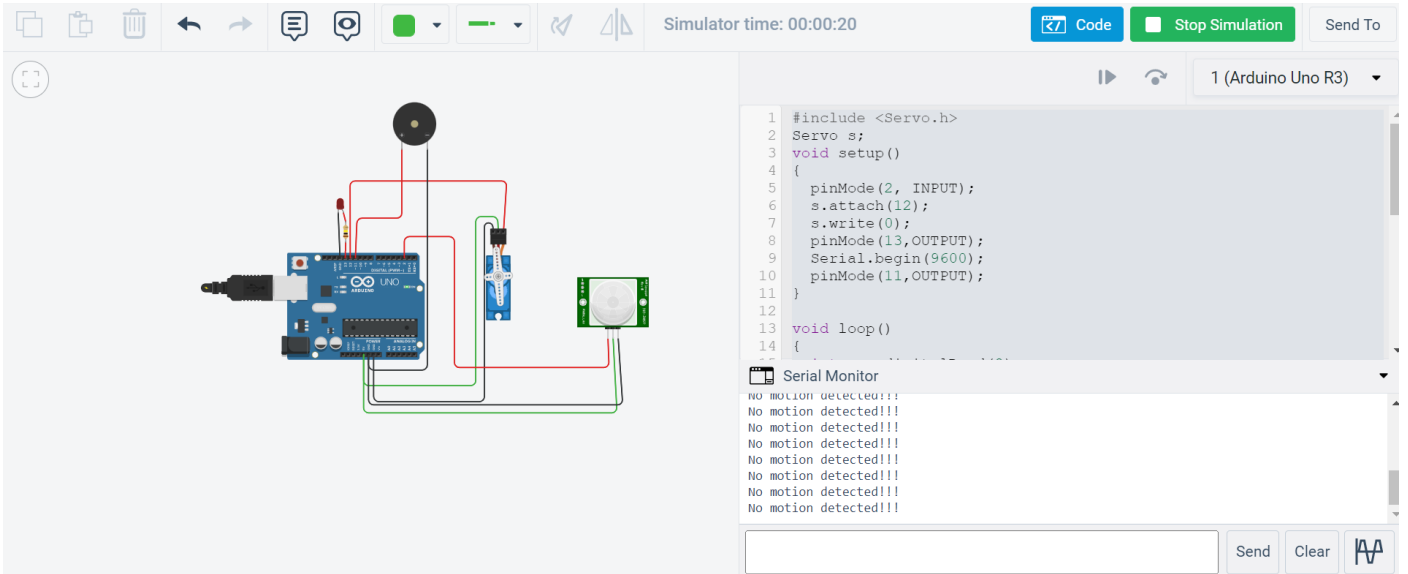 Simulator time: 00:00:20
Code
Stop Simulation
Send To
1 (Arduino Uno R3)
1 #include <Servo.h>
2 Servo s;
3 void setup()
4 {
5 pinMode(2, INPUT);
6 s.attach(12);
7 s.write(0);
8 pinMode(13,OUTPUT);
9 Serial.begin(9600);
10 pinMode(11,OUTPUT);
11 }
12
13 void loop()
14 {
UNO
ARDUINO
Serial Monitor
No motion detected!!!
No motion detected!!!
No motion detected!!!
No motion detected!!!
No motion detected!!!
No motion detected!!!
No motion detected!!!
No motion detected!!!
Send
Clear